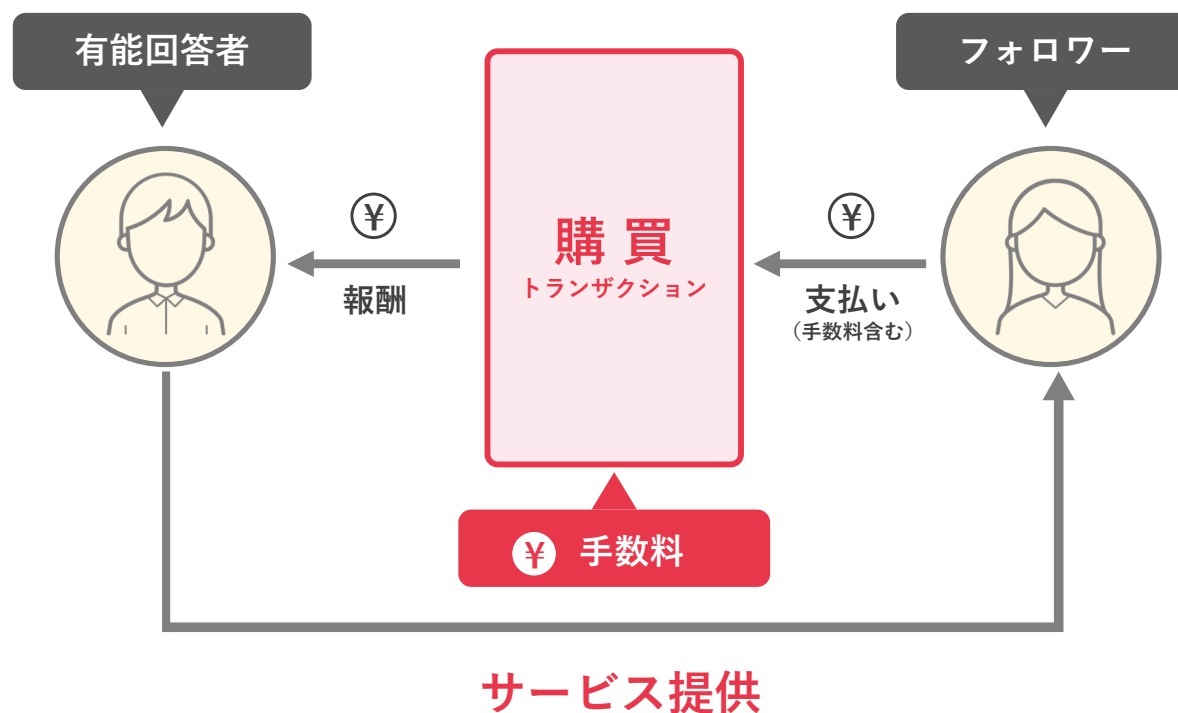 有能回答者
フォロワー
¥
¥
購買
トランザクション
報酬
支払い
（手数料含む）
¥ 手数料
サービス提供